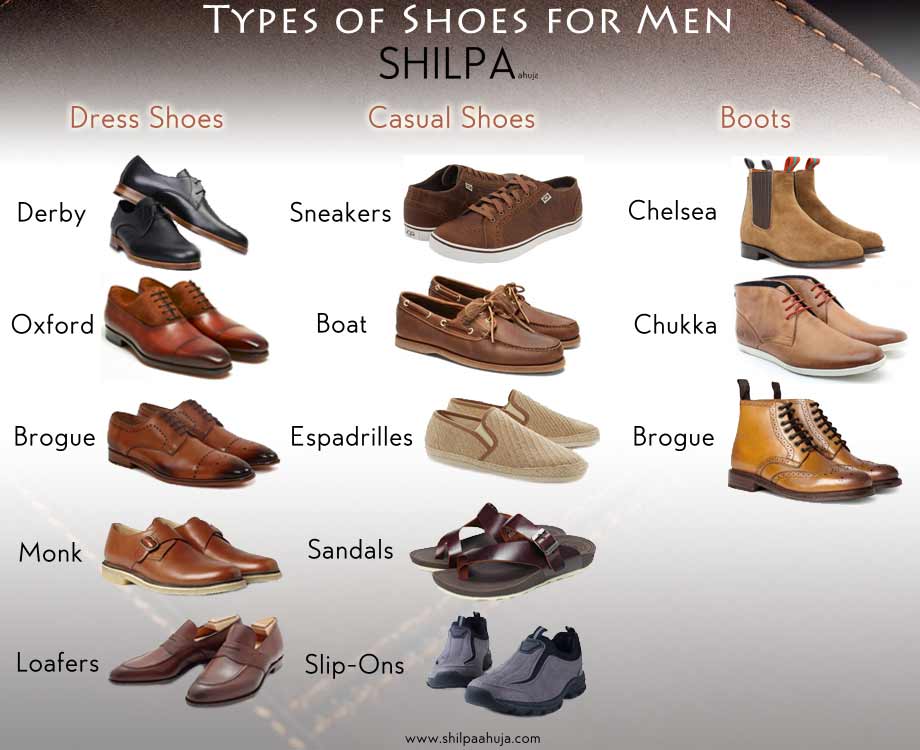 Types of Shoes for Men
SHILPA ahuja
Dress Shoes
Casual Shoes
Boots
Derby
Sneakers
Chelsea
Oxford
Boat
Chukka
Brogue
Espadrilles
Brogue
Monk
Sandals
Loafers
Slip-Ons
www.shilpaahuja.com